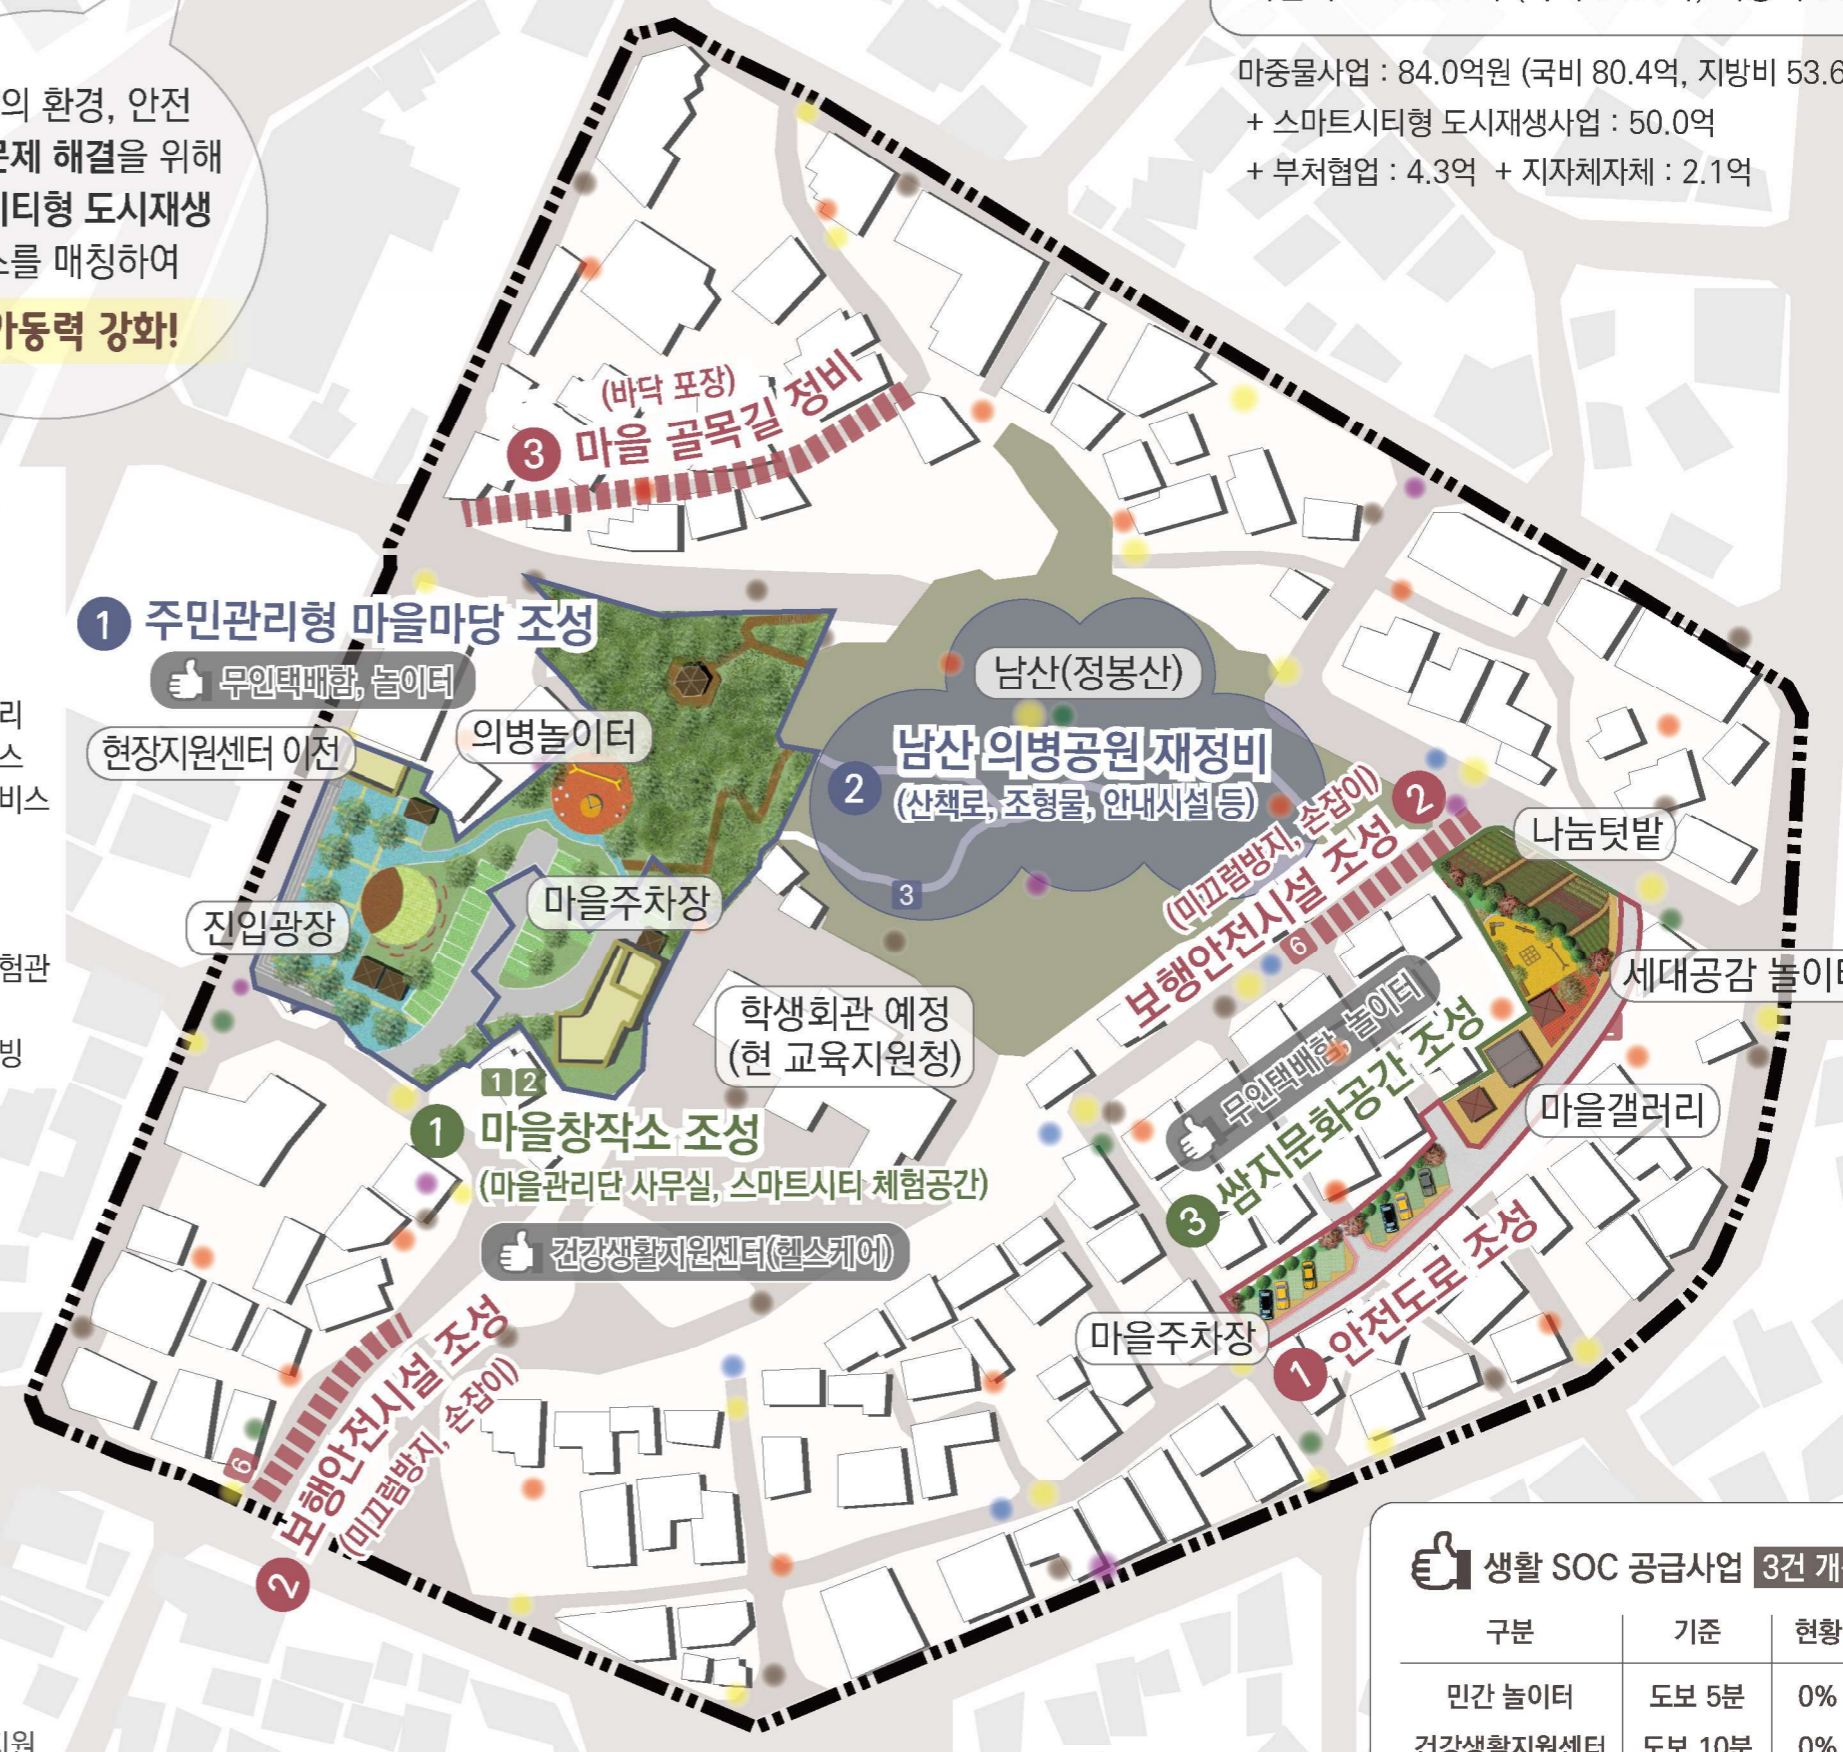 의 환경, 안전
문제 해결을 위해
시티형 도시재생
를 매칭하여
가동력 강화!
마중물사업 : 84.0억원 (국비 80.4억, 지방비 53.6
+ 스마트시티형 도시재생사업 : 50.0억
+ 부처협업 : 4.3억 + 지자체자체 : 2.1억
(바닥 포장)
3 마을 골목길 정비
1 주민관리형 마을마당 조성
무인택배함, 놀이터
현장지원센터 이전
의병놀이터
남산(정봉산)
2 남산 의병공원 재정비
(산책로, 조형물, 안내시설 등)
3
리
스
비스
진입광장
마을주차장
험관
빙
학생회관 예정
(현 교육지원청)
1 2
1 마을창작소 조성
(마을관리단 사무실, 스마트시티 체험공간)
건강생활지원센터(헬스케어)
2 보행안전시설 조성
(미끄럼방지, 손잡이)
6
나눔텃밭
세대공감 놀이터
마을갤러리
3 쌈지문화공간 조성
무인택배함, 놀이터
마을주차장
1 안전도로 조성
2 보행안전시설 조성
(미끄럼방지, 손잡이)
6
생활 SOC 공급사업 3건 개
구분 기준 현황
민간 놀이터 도보 5분 0%
건강생활지원센터 도보 10분 0%
지원